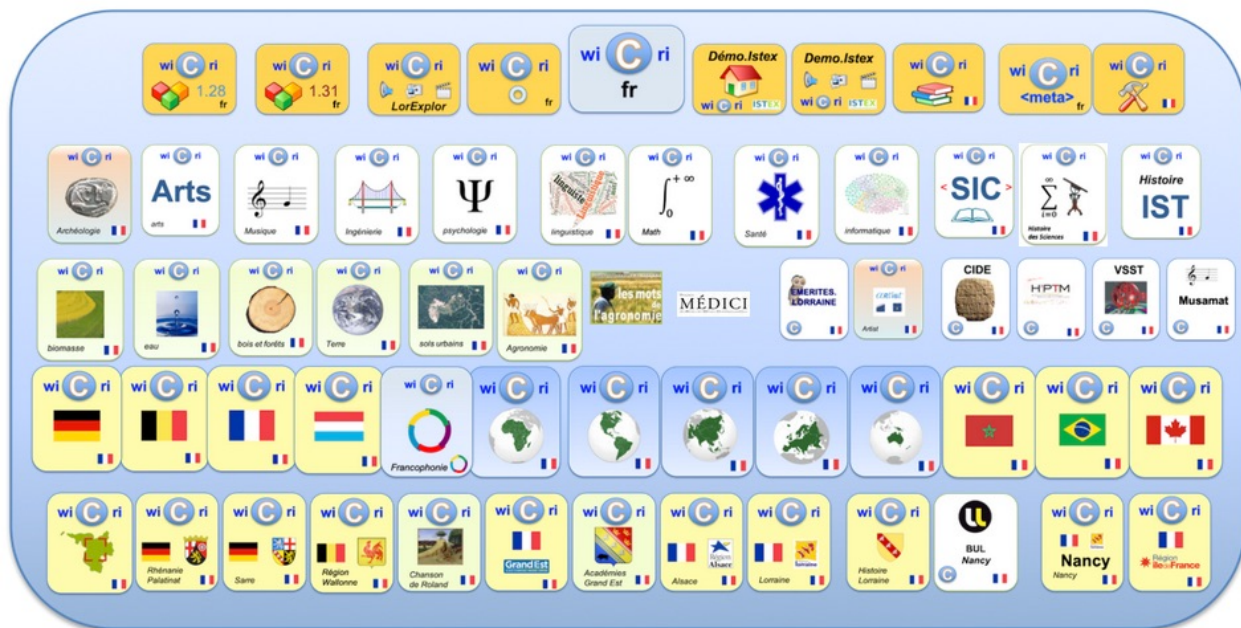 wi C ri 1.28 fr
wi C ri 1.31 fr
wi C ri LorExplor
wi C ri fr
wi C ri fr
Démo.Istex wi C ri ISTEX
Demo.Istex wi C ri ISTEX
wi C ri
wi C ri <meta> fr
wi C ri
wi C ri Archéologie
wi C ri Arts arts
wi C ri Musique
wi C ri Ingénierie
wi C ri Ψ psychologie
wi C ri linguiste Linguistique linguistique
wi C ri ∫ 0 +∞ Math
wi C ri Santé
wi C ri informatique
wi C ri < SIC >
wi C ri ∞ Σ i=0 Histoire des Sciences
wi C ri Histoire IST
wi C ri biomasse
wi C ri eau
wi C ri bois et forêts
wi C ri Terre
wi C ri sols urbains
wi C ri Agronomie
les mots de l'agronomie
MÉDICI
EMERITES. LORRAINE C
wi C ri Artist
CIDE C
HPTM C
VSST C
Musamat C
wi C ri
wi C ri
wi C ri
wi C ri
wi C ri Francophonie
wi C ri
wi C ri
wi C ri
wi C ri
wi C ri
wi C ri
wi C ri
wi C ri
wi C ri
wi C ri Rhénanie Palatinat
wi C ri Sarre
wi C ri Région Wallonne
wi C ri Chanson de Roland
wi C ri Grand Est
wi C ri Académies Grand Est
wi C ri Région Alsace Alsace
wi C ri Lorraine Lorraine
wi C ri Histoire Lorraine
BUL Nancy C
wi C ri Nancy Nancy
wi C ri Région île de France